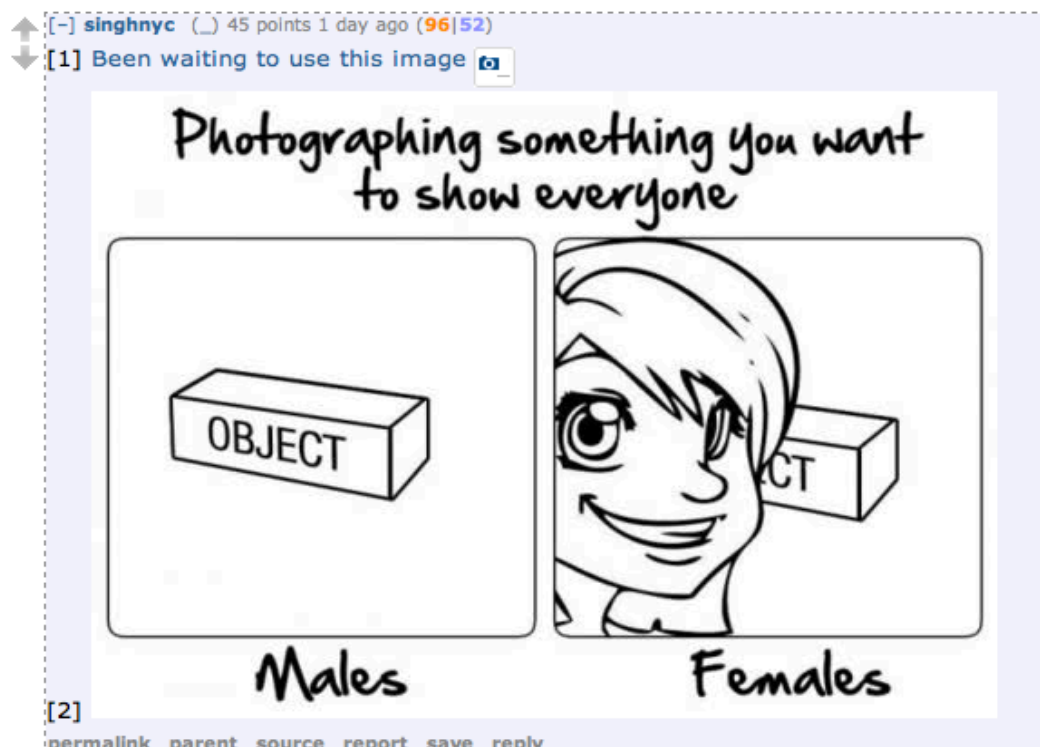 [-] singhnyc (_) 45 points 1 day ago (96|52)
[1] Been waiting to use this image
Photographing something you want
to show everyone
OBJECT
CT
Males
Females
[2]
permalink parent source report save reply